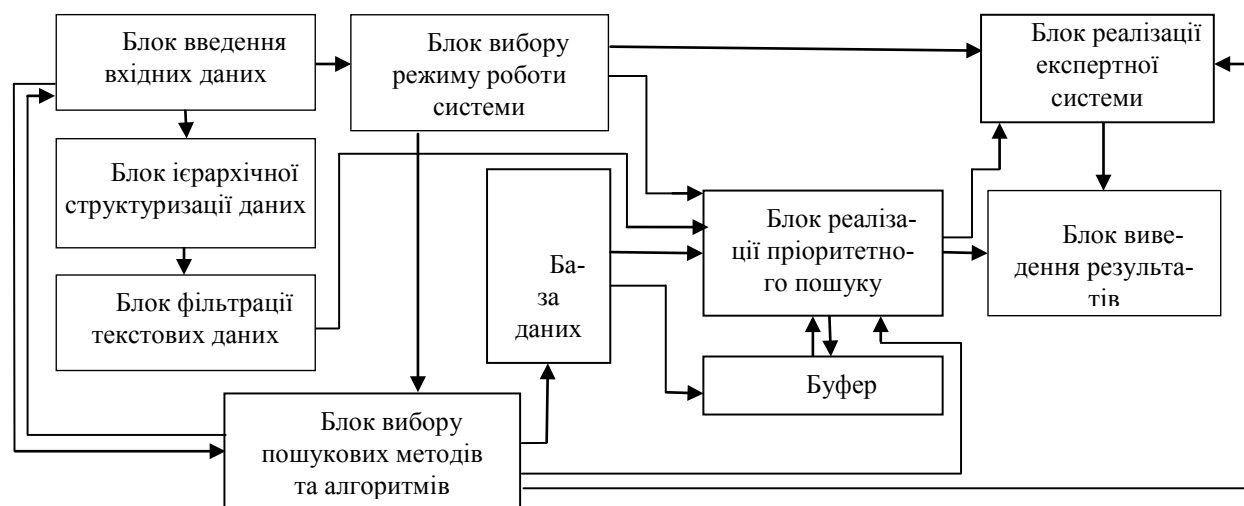 Блок введення
вхідних даних
Блок вибору
режиму роботи
системи
Блок реалізації
експертної
системи
Блок ієрархічної
структуризації даних
Ба-
за
даних
Блок реаліза-
ції пріоритетно-
го пошуку
Блок виве-
дення результа-
тів
Блок фільтрації
текстових даних
Буфер
Блок вибору
пошукових методів
та алгоритмів